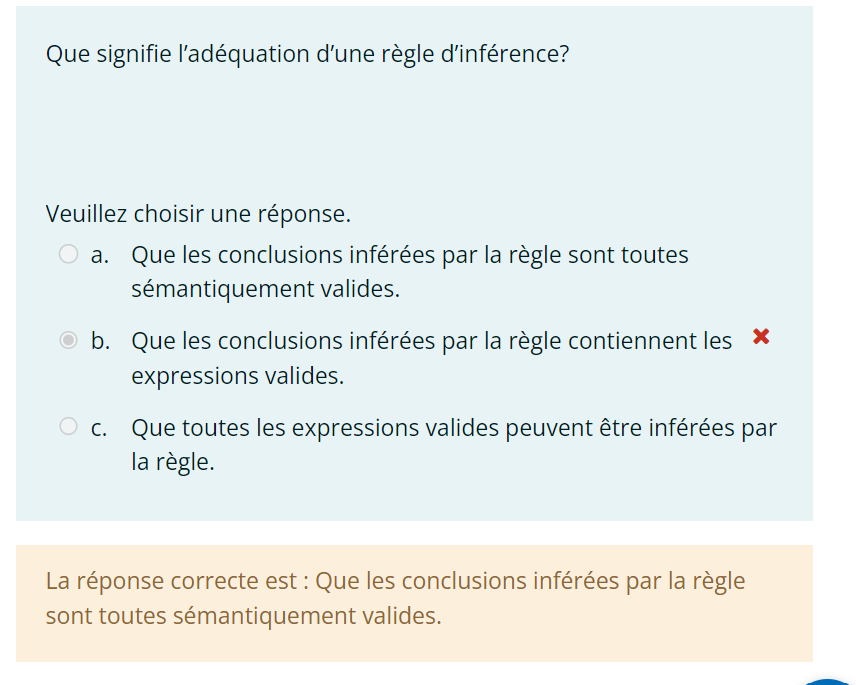 Que signifie l’adéquation d’une règle d’inférence?
Veuillez choisir une réponse.
a. Que les conclusions inférées par la règle sont toutes
sémantiquement valides.
b. Que les conclusions inférées par la règle contiennent les
expressions valides.
c. Que toutes les expressions valides peuvent être inférées par
la règle.
La réponse correcte est : Que les conclusions inférées par la règle
sont toutes sémantiquement valides.